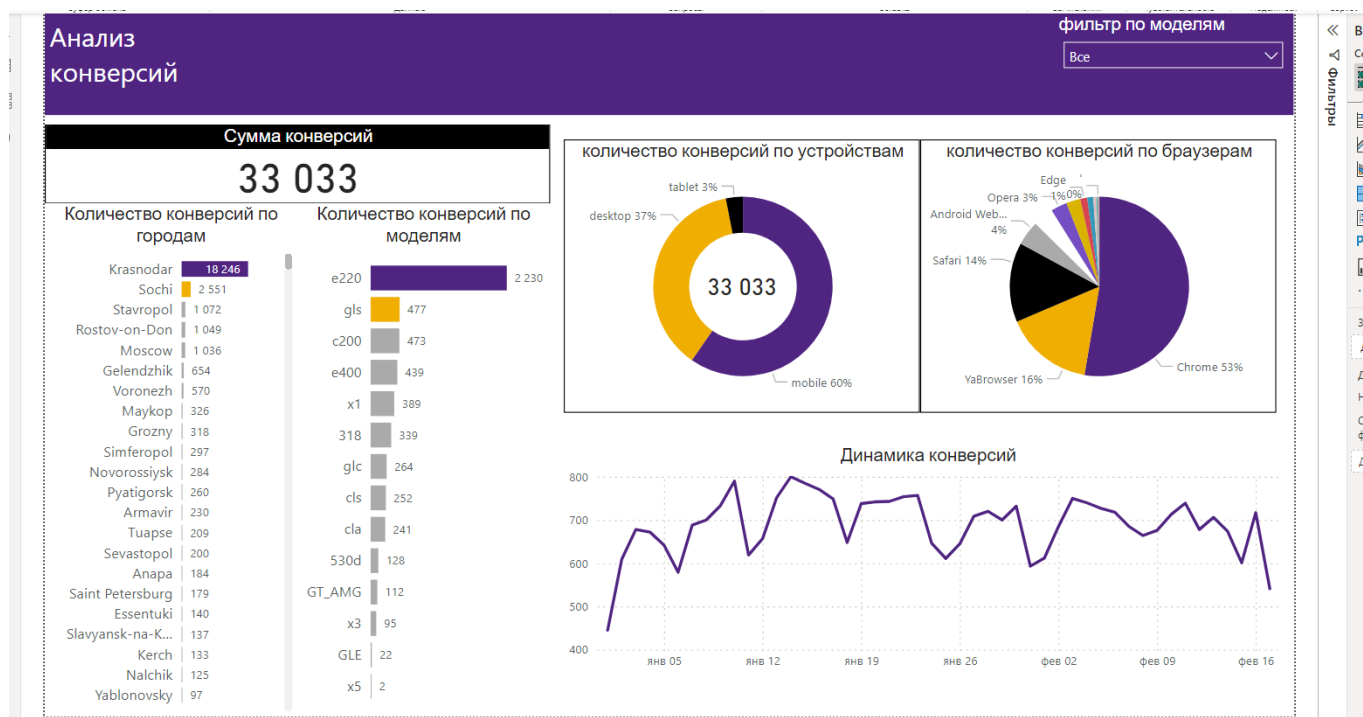 Анализ
конверсий
фильтр по моделям
Все
Сумма конверсий
33 033
Количество конверсий по
городам
Krasnodar 18 246
Sochi 2 551
Stavropol 1 072
Rostov-on-Don 1 049
Moscow 1 036
Gelendzhik 654
Voronezh 570
Maykop 326
Grozny 318
Simferopol 297
Novorossiysk 284
Pyatigorsk 260
Armavir 230
Tuapse 209
Sevastopol 200
Anapa 184
Saint Petersburg 179
Essentuki 140
Slavyansk-na-K... 137
Kerch 133
Nalchik 125
Yablonovsky 97
Количество конверсий по
моделям
e220 2 230
gls 477
c200 473
e400 439
x1 389
318 339
glc 264
cls 252
cla 241
530d 128
GT_AMG 112
x3 95
GLE 22
x5 2
количество конверсий по устройствам
tablet 3%
desktop 37%
33 033
mobile 60%
количество конверсий по браузерам
Edge
1% 0%
Opera 3%
Android Web...
4%
Safari 14%
YaBrowser 16%
Chrome 53%
Динамика конверсий
800
700
600
500
400
янв 05 янв 12 янв 19 янв 26 фев 02 фев 09 фев 16
Фильтры